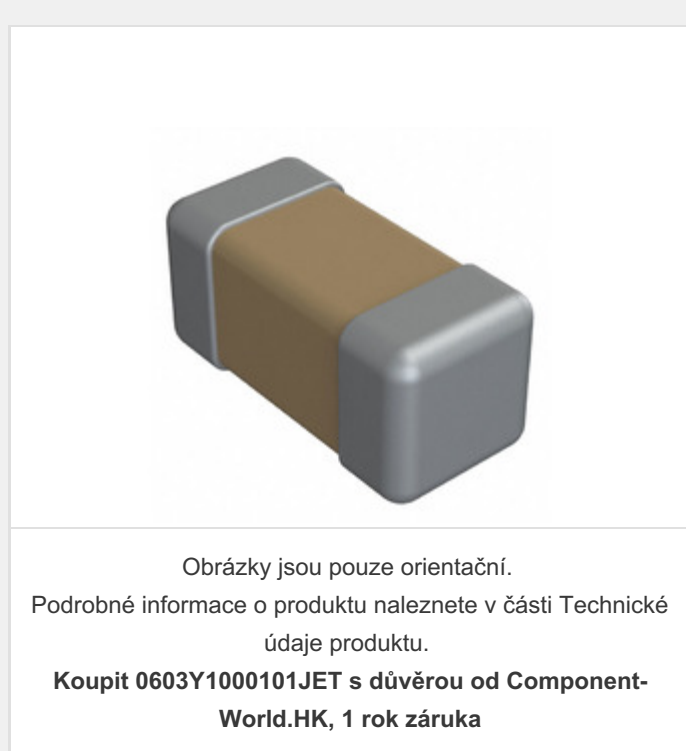 Obrázky jsou pouze orientační.
Podrobné informace o produktu naleznete v části Technické
údaje produktu.
Koupit 0603Y1000101JET s důvěrou od Component-
World.HK, 1 rok záruka